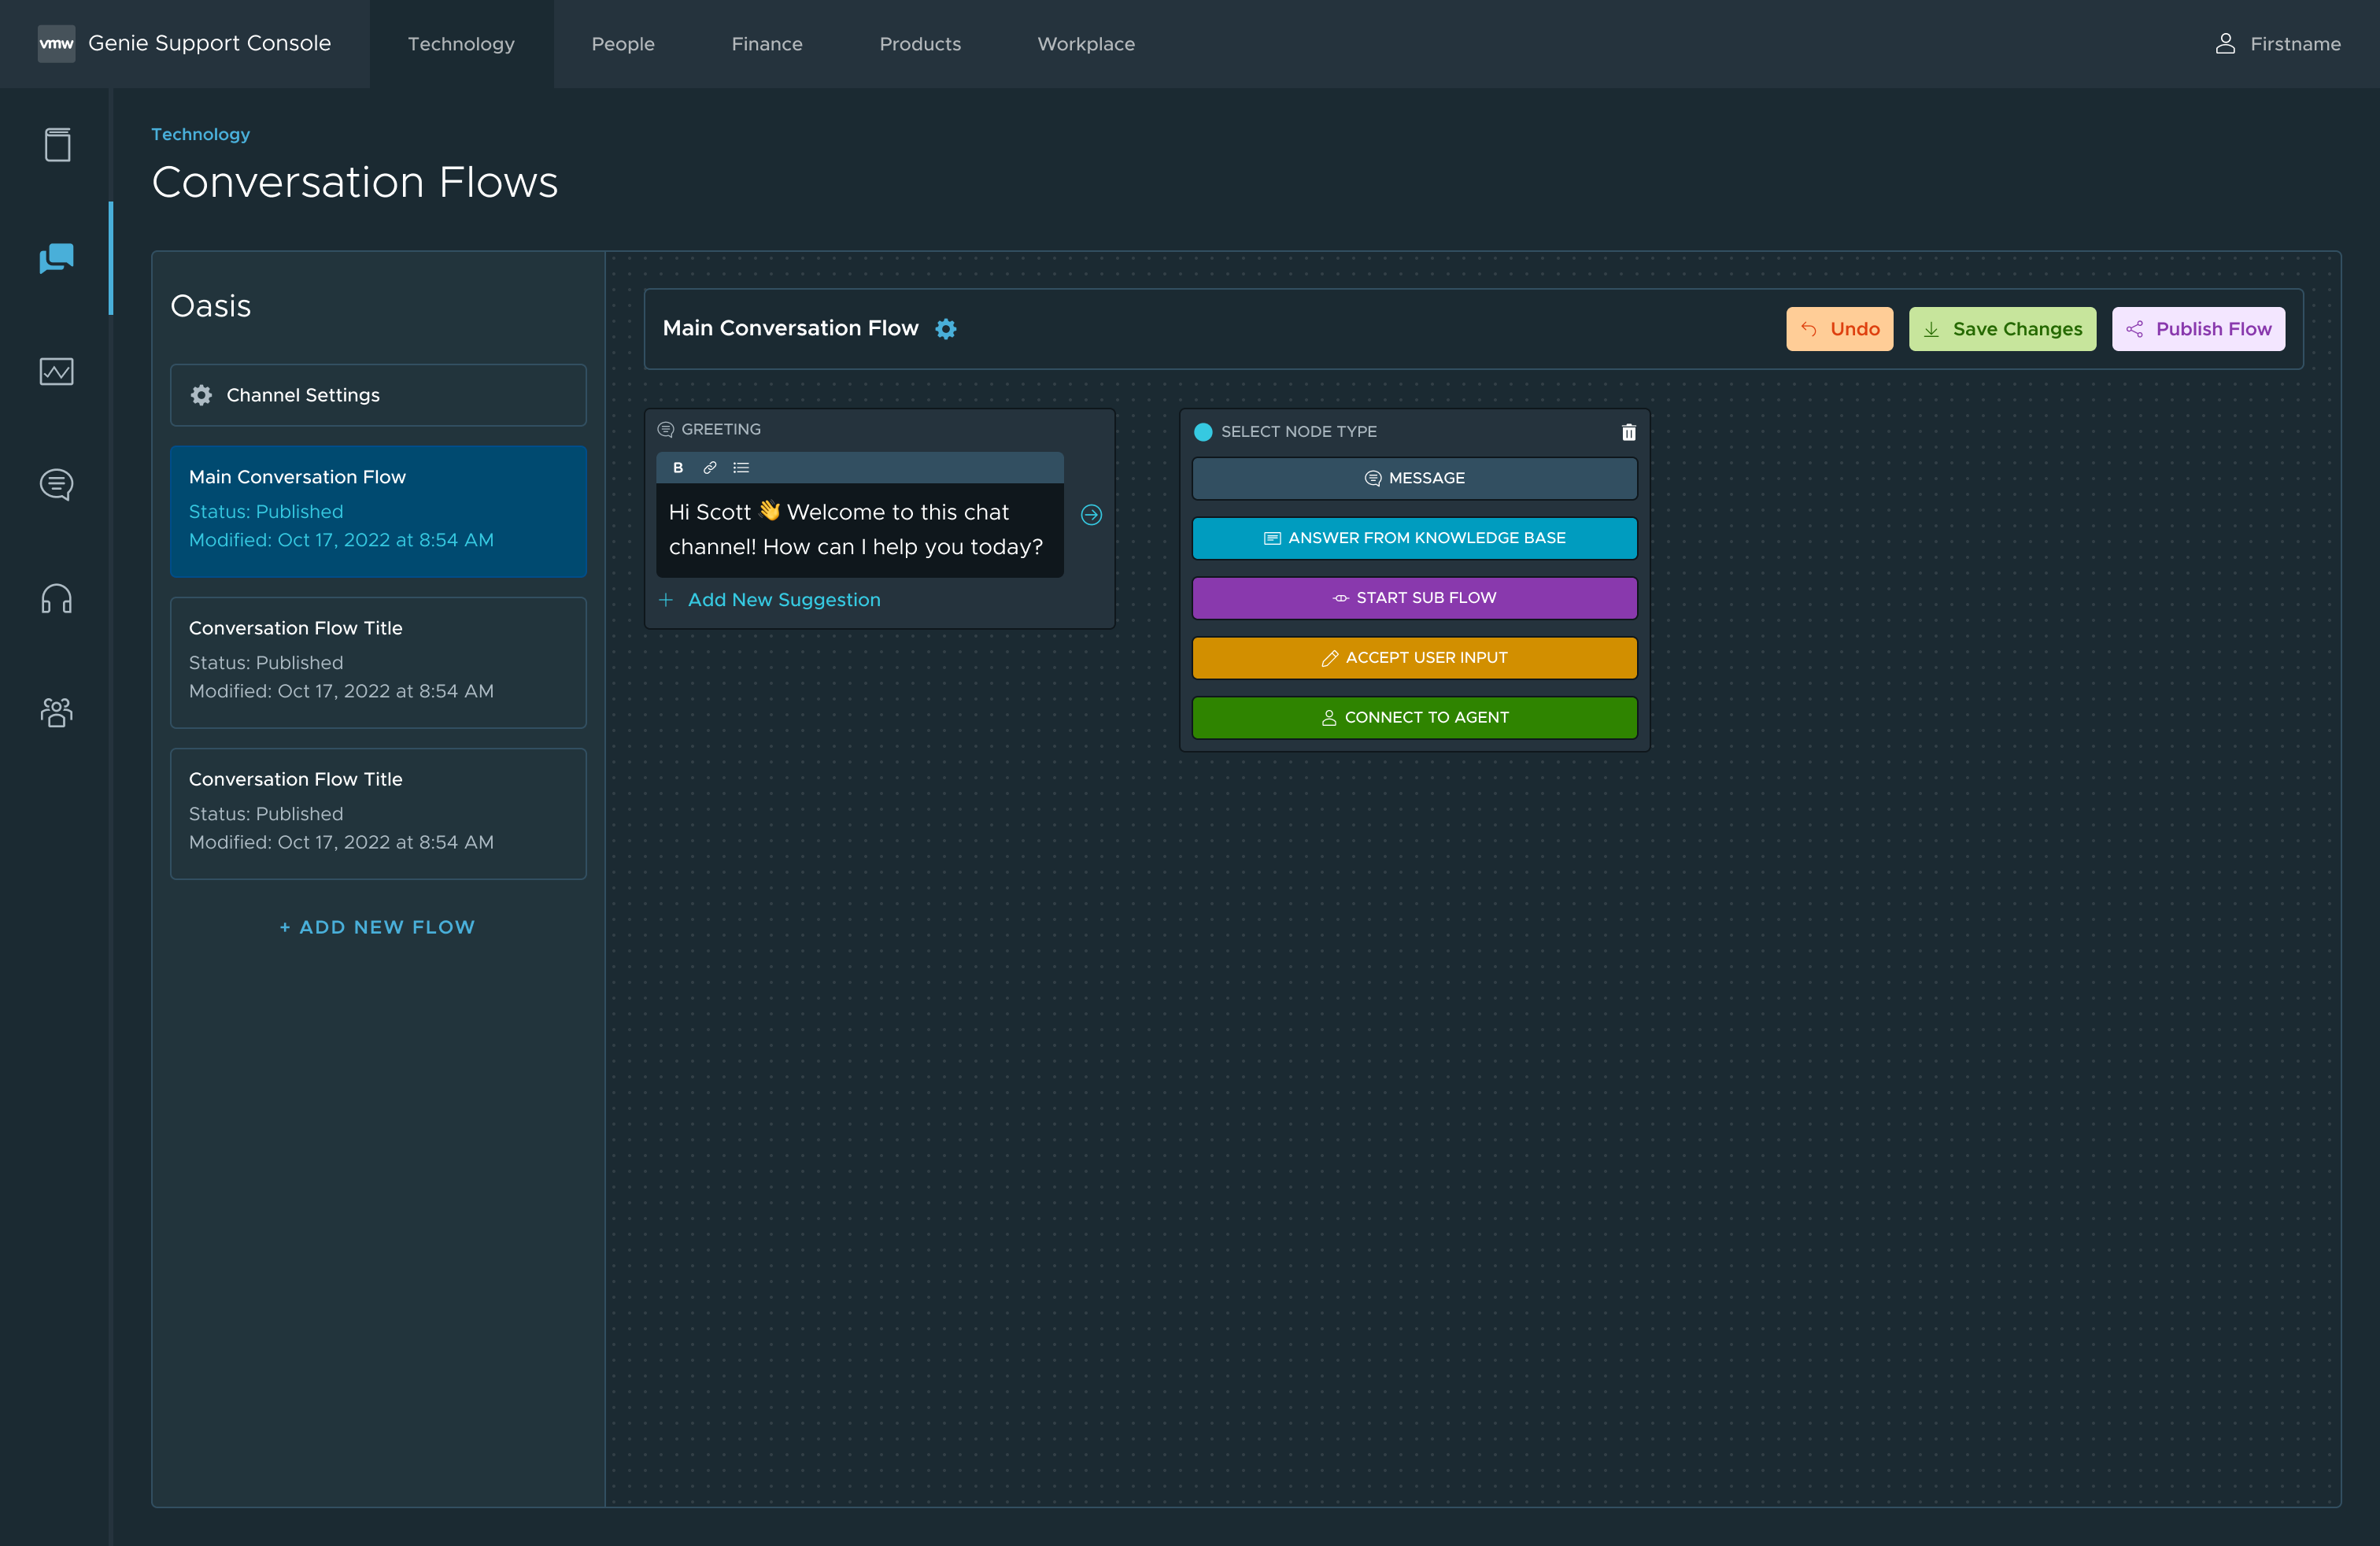 vmw Genie Support Console
Technology
People
Finance
Products
Workplace
Firstname
Technology
Conversation Flows
Oasis
Channel Settings
Main Conversation Flow
Status: Published
Modified: Oct 17, 2022 at 8:54 AM
Conversation Flow Title
Status: Published
Modified: Oct 17, 2022 at 8:54 AM
Conversation Flow Title
Status: Published
Modified: Oct 17, 2022 at 8:54 AM
+ ADD NEW FLOW
Main Conversation Flow
Undo
Save Changes
Publish Flow
GREETING
B
Hi Scott 👋 Welcome to this chat
channel! How can I help you today?
+ Add New Suggestion
SELECT NODE TYPE
MESSAGE
ANSWER FROM KNOWLEDGE BASE
START SUB FLOW
ACCEPT USER INPUT
CONNECT TO AGENT